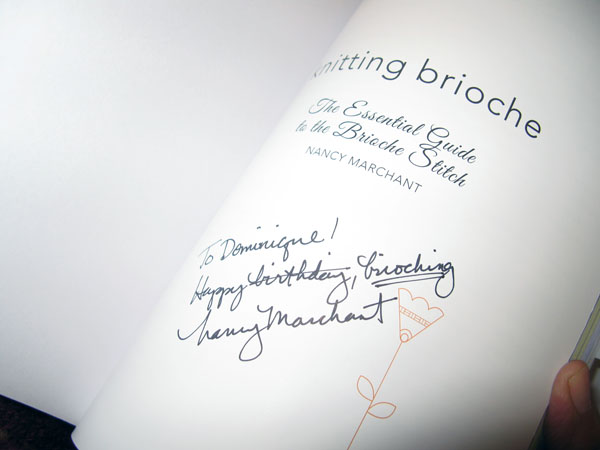 knitting brioche
The Essential Guide
to the Brioche Stitch
NANCY MARCHANT
To Dominique!
Happy birthday, brioching
Nancy Marchant